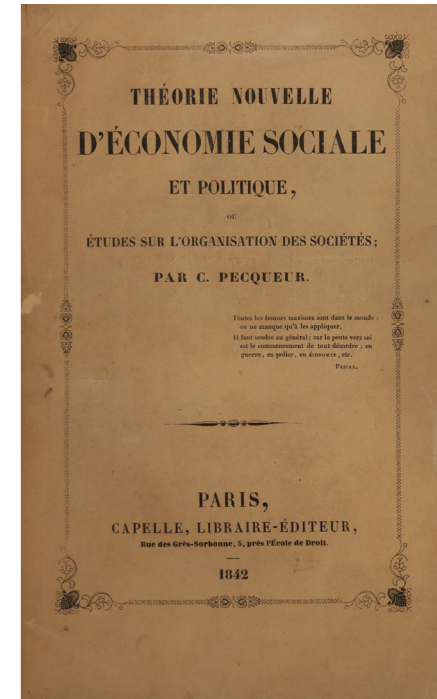 THÉORIE NOUVELLE
D'ÉCONOMIE SOCIALE
ET POLITIQUE,
OU
ÉTUDES SUR L'ORGANISATION DES SOCIÉTÉS;
PAR C. PECQUEUR.
Toutes les bonnes maximes sont dans le monde:
on ne manque qu'à les appliquer.
Il faut tendre au général; car la pente vers soi
est le commencement de tout désordre; en
guerre, en police, en ÉCONOMIE, etc.
PASCAL.
PARIS,
CAPELLE, LIBRAIRE-ÉDITEUR,
Rue des Grès-Sorbonne, 5, près l'École de Droit.
1842